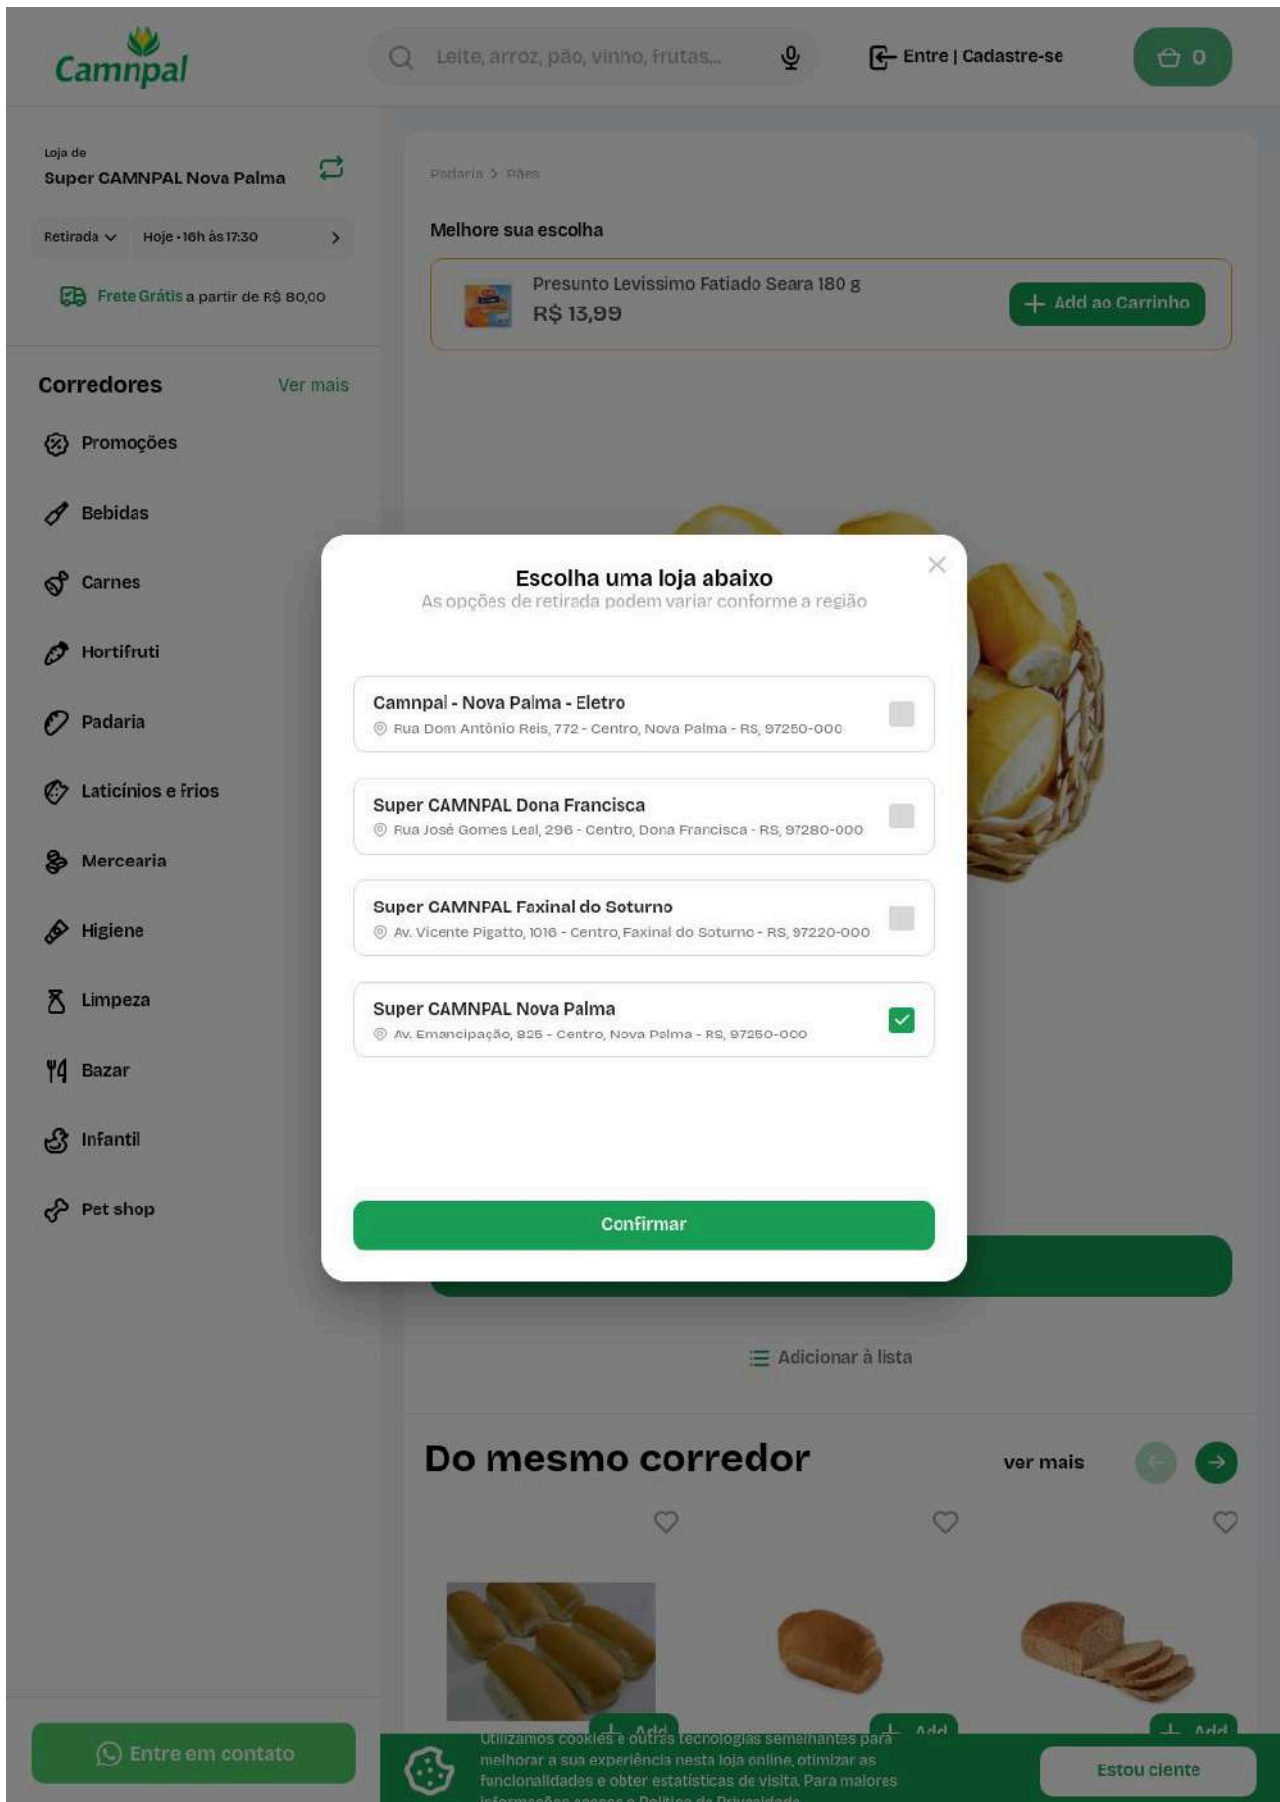 Camnpal
Leite, arroz, pão, vinho, frutas...
Entre | Cadastre-se
0
Loja de
Super CAMNPAL Nova Palma
Retirada
Hoje • 16h às 17:30
Frete Grátis a partir de R$ 80,00
Corredores
Ver mais
Promoções
Bebidas
Carnes
Hortifruti
Padaria
Laticínios e frios
Mercearia
Higiene
Limpeza
Bazar
Infantil
Pet shop
Entre em contato
Padaria > Pães
Melhore sua escolha
Presunto Levissimo Fatiado Seara 180 g
R$ 13,99
Add ao Carrinho
Escolha uma loja abaixo
As opções de retirada podem variar conforme a região
Camnpal - Nova Palma - Eletro
Rua Dom Antônio Reis, 772 - Centro, Nova Palma - RS, 97250-000
Super CAMNPAL Dona Francisca
Rua José Gomes Leal, 296 - Centro, Dona Francisca - RS, 97280-000
Super CAMNPAL Faxinal do Soturno
Av. Vicente Pigatto, 1016 - Centro, Faxinal do Soturno - RS, 97220-000
Super CAMNPAL Nova Palma
Av. Emancipação, 825 - Centro, Nova Palma - RS, 97250-000
Confirmar
Adicionar à lista
Do mesmo corredor
ver mais
Add
Add
Add
Utilizamos cookies e outras tecnologias semelhantes para
melhorar a sua experiência nesta loja online, otimizar as
funcionalidades e obter estatísticas de visita. Para maiores
informações acesse a Política de Privacidade
Estou ciente